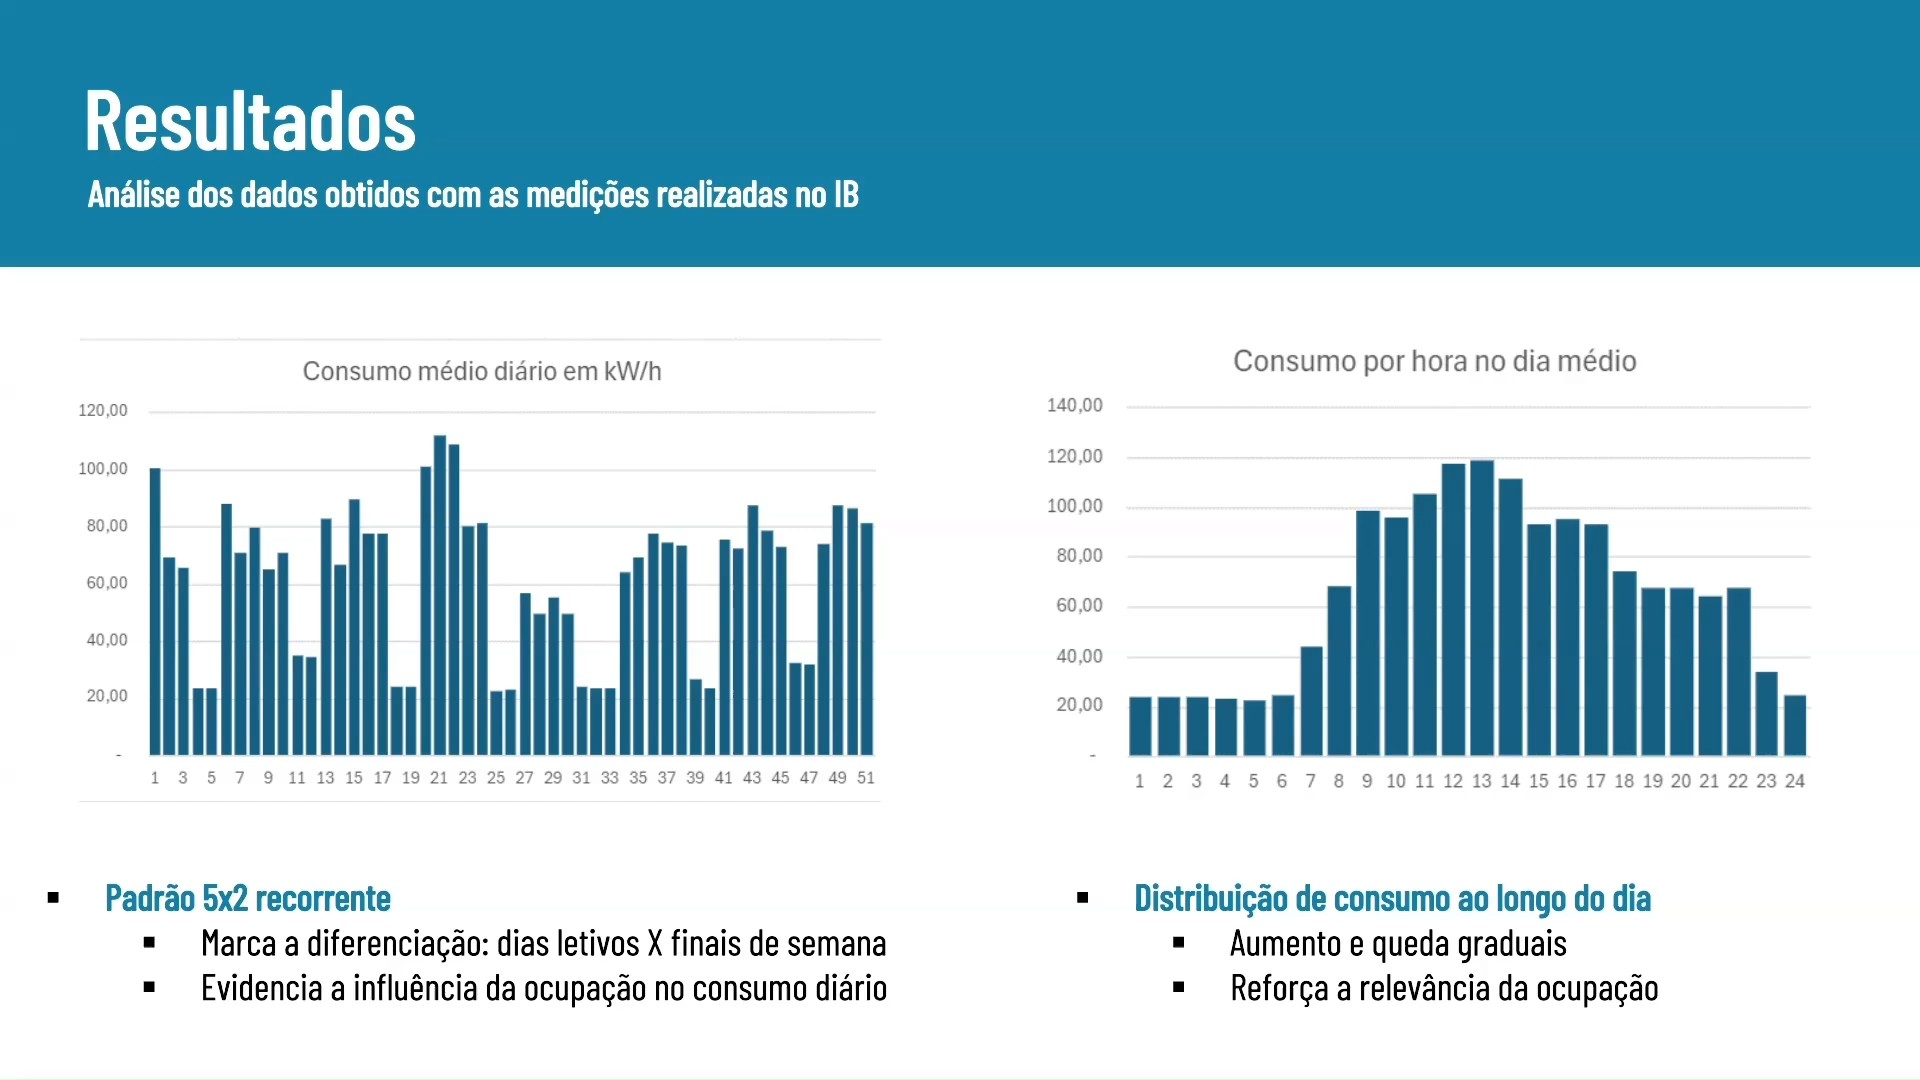 Resultados
Análise dos dados obtidos com as medições realizadas no IB
Consumo médio diário em kW/h
120,00
100,00
80,00
60,00
40,00
20,00
-
1 3 5 7 9 11 13 15 17 19 21 23 25 27 29 31 33 35 37 39 41 43 45 47 49 51
Consumo por hora no dia médio
140,00
120,00
100,00
80,00
60,00
40,00
20,00
-
1 2 3 4 5 6 7 8 9 10 11 12 13 14 15 16 17 18 19 20 21 22 23 24
▪ Padrão 5x2 recorrente
▪ Marca a diferenciação: dias letivos X finais de semana
▪ Evidencia a influência da ocupação no consumo diário
▪ Distribuição de consumo ao longo do dia
▪ Aumento e queda graduais
▪ Reforça a relevância da ocupação